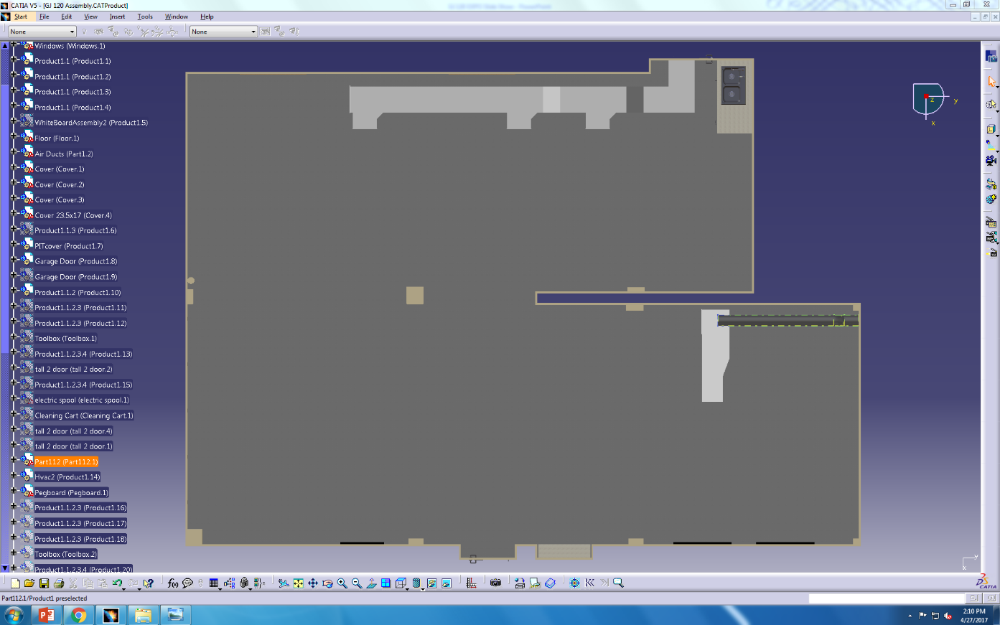 CATIA V5 - [GJ 120 Assembly.CATProduct]
Start File Edit View Insert Tools Window Help
None None
Windows (Windows.1)
Product1.1 (Product1.1)
Product1.1 (Product1.2)
Product1.1 (Product1.3)
Product1.1 (Product1.4)
WhiteBoardAssembly2 (Product1.5)
Floor (Floor.1)
Air Ducts (Part1.2)
Cover (Cover.1)
Cover (Cover.2)
Cover (Cover.3)
Cover 23.5x17 (Cover.4)
Product1.1.3 (Product1.6)
PITcover (Product1.7)
Garage Door (Product1.8)
Garage Door (Product1.9)
Product1.1.2 (Product1.10)
Product1.1.2.3 (Product1.11)
Product1.1.2.3 (Product1.12)
Toolbox (Toolbox.1)
Product1.1.2.3.4 (Product1.13)
tall 2 door (tall 2 door.2)
Product1.1.2.3.4 (Product1.15)
electric spool (electric spool.1)
Cleaning Cart (Cleaning Cart.1)
tall 2 door (tall 2 door.4)
tall 2 door (tall 2 door.1)
Part112 (Part112.1)
Hvac2 (Product1.14)
Pegboard (Pegboard.1)
Product1.1.2.3 (Product1.16)
Product1.1.2.3 (Product1.17)
Product1.1.2.3 (Product1.18)
Toolbox (Toolbox.2)
Product1.1.2.3.4 (Product1.20)
z
y
x
y
x
f(x)
CATIA
Part112.1/Product1 preselected
2:10 PM
4/27/2017